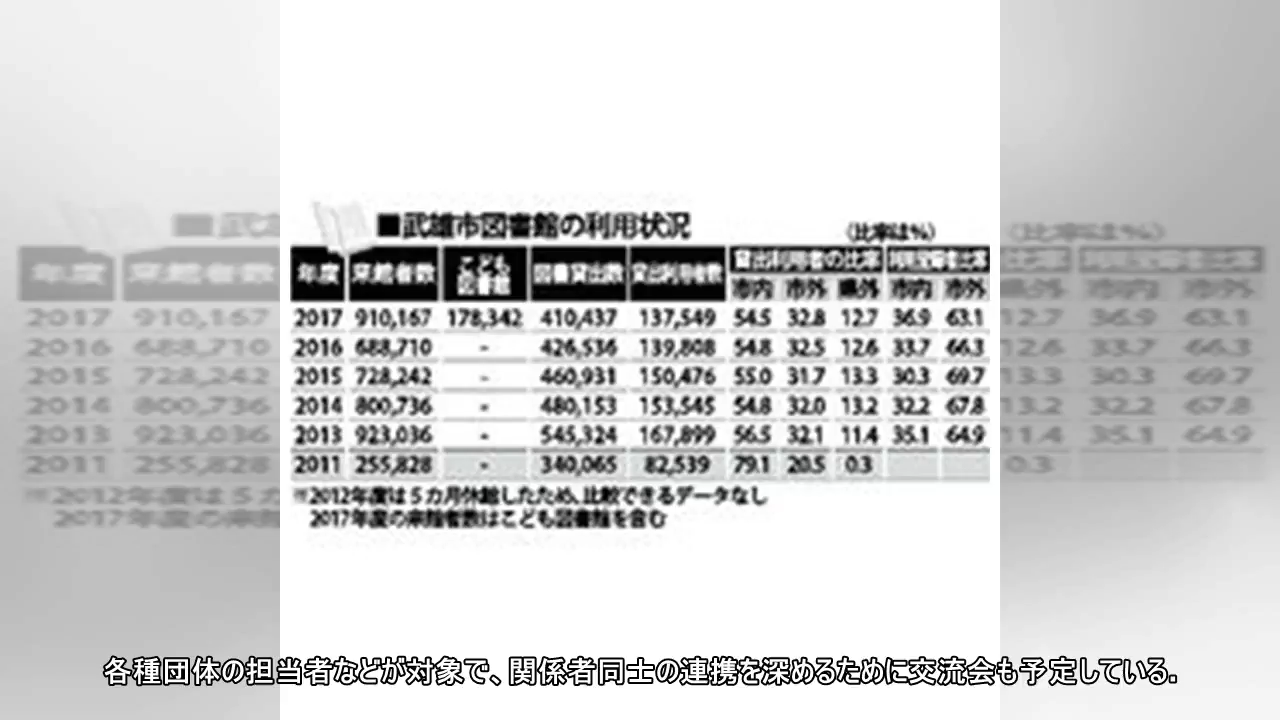 ■武雄市図書館の利用状況
(比率は%)
年度 来館者数 こども図書館 図書貸出数 貸出利用者数 貸出利用者の比率
市内 市外 県外 市内 市外
2017 910,167 178,342 410,437 137,549 54.5 32.8 12.7 36.9 63.1
2016 688,710 - 426,536 139,808 54.8 32.5 12.6 33.7 66.3
2015 728,242 - 460,931 150,476 55.0 31.7 13.3 30.3 69.7
2014 800,736 - 480,153 153,545 54.8 32.0 13.2 32.2 67.8
2013 923,036 - 545,324 167,899 56.5 32.1 11.4 35.1 64.9
2011 255,828 - 340,065 82,539 79.1 20.5 0.3
※2012年度は5カ月休館したため、比較できるデータなし
2017年度の来館者数はこども図書館を含む
各種団体の担当者などが対象で、関係者同士の連携を深めるために交流会も予定している.